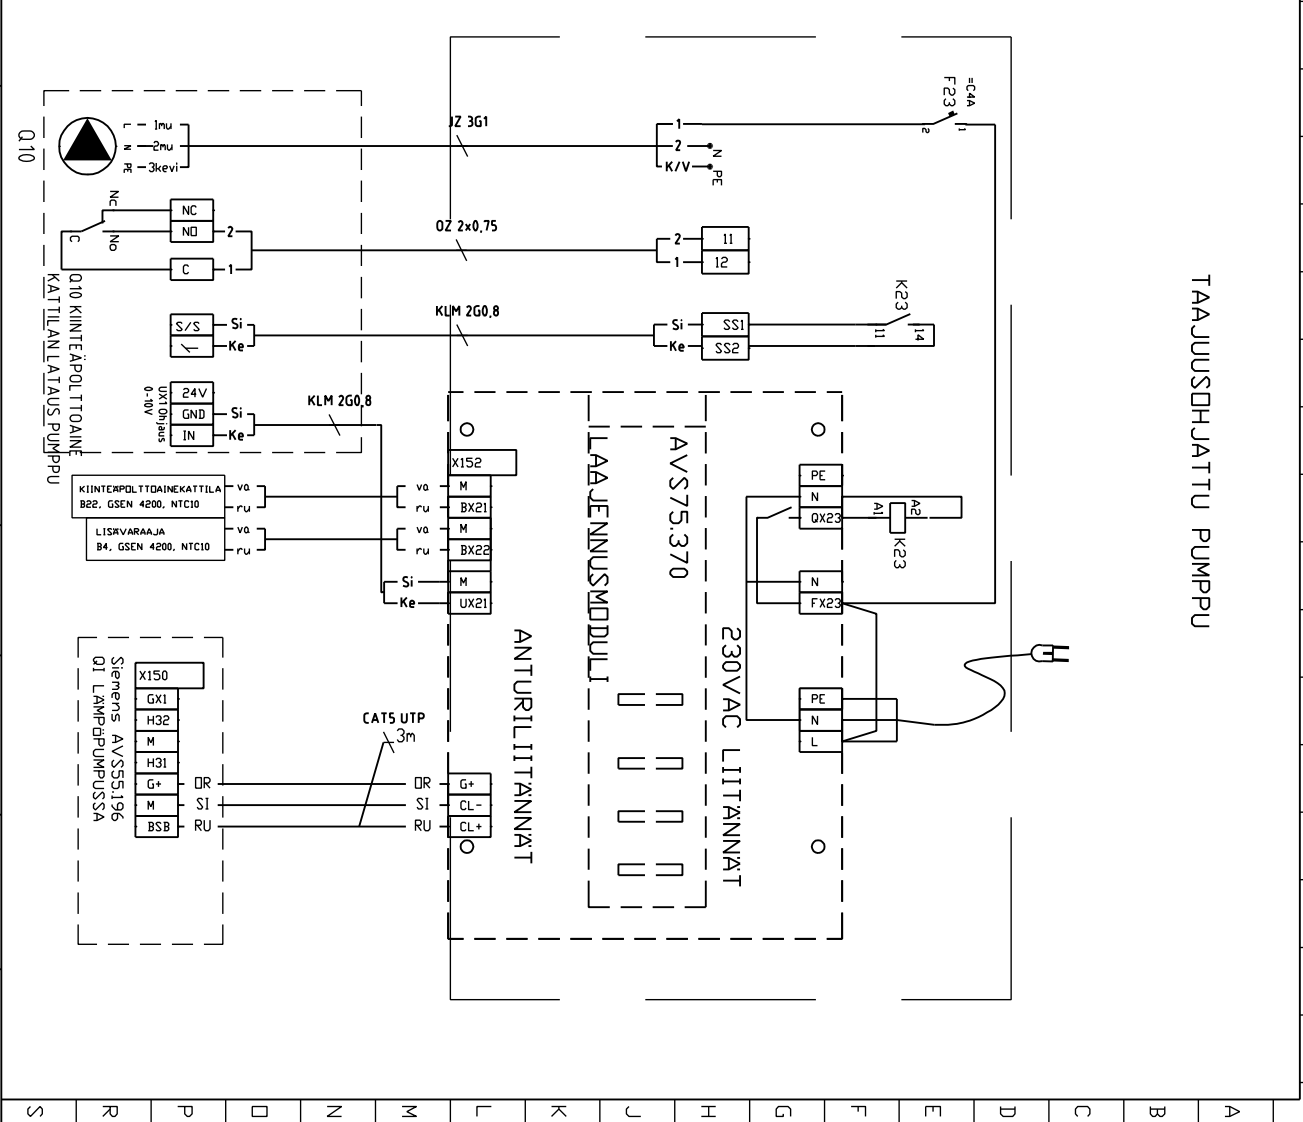 =C4A
F23
2
1
JZ 3G1
L
N
PE
1mu
2mu
3kevi
1
2
K/V
N
PE
Q10
Nc
No
C
NC
NO
C
2
1
OZ 2x0,75
2
1
11
12
Q10 KIINTEÄPOLTTOAINE
KATTILAN LATAUS PUMPPU
S/S
Si
Ke
KLM 2G0,8
Si
Ke
SS1
SS2
K23
11
14
TAAJUUSOHJATTU PUMPPU
UX1 Ohjaus
0-10V
24V
GND
IN
Si
Ke
KLM 2G0,8
KIINTEÄPOLTTOAINEKATTILA
B22, GSEN 4200, NTC10
va
ru
va
ru
LISÄVARAAJA
B4, GSEN 4200, NTC10
va
ru
va
ru
Si
Ke
X152
M
BX21
M
BX22
M
UX21
LAAJENNUSMODULI
AVS75.370
PE
N
QX23
A1
A2
K23
N
FX23
ANTURILIITÄNNÄT
230VAC LIITÄNNÄT
PE
N
L
Siemens AVS55.196
QI LÄMPÖPUMPUSSA
X150
GX1
H32
M
H31
G+
M
BSB
OR
SI
RU
CAT5 UTP
3m
OR
SI
RU
G+
CL-
CL+
S
R
P
O
N
M
L
K
J
H
G
F
E
D
C
B
A